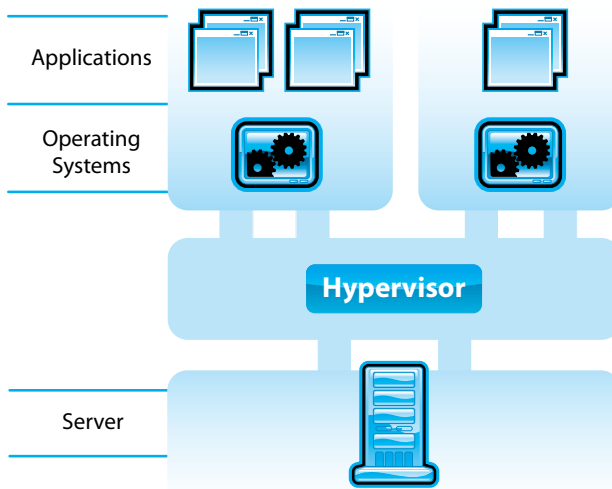 Applications
Operating
Systems
Hypervisor
Server